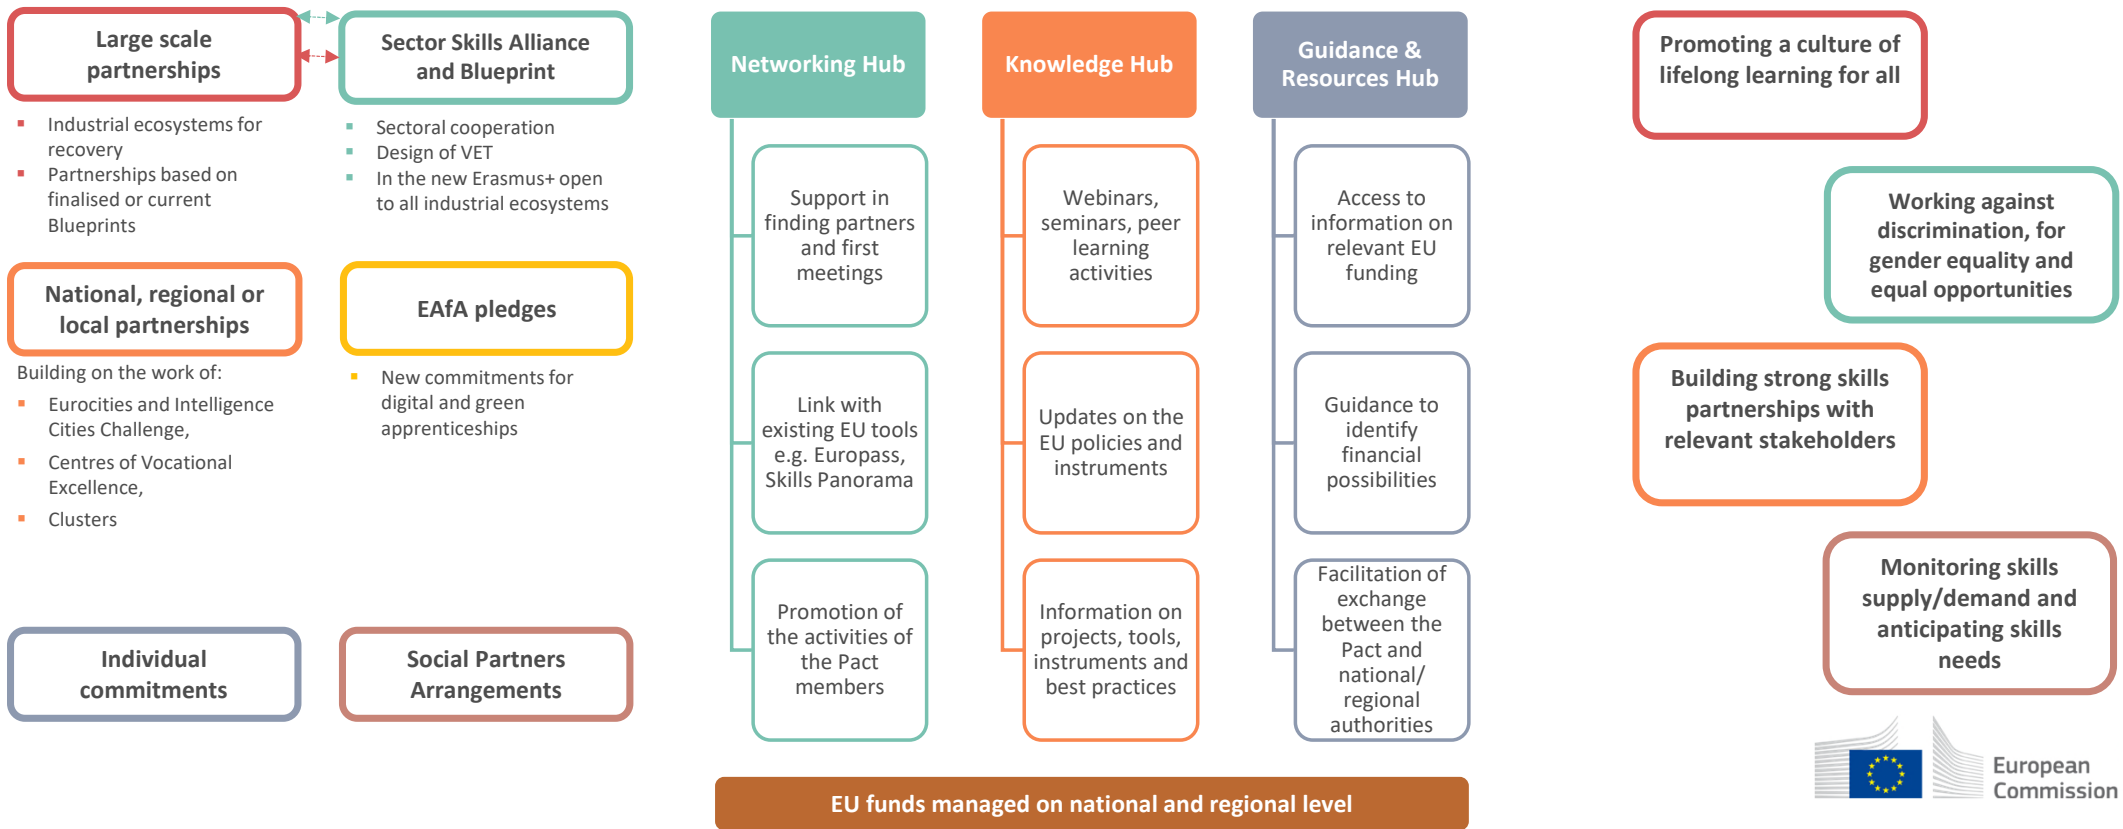 Large scale
partnerships
Industrial ecosystems for
recovery
Partnerships based on
finalised or current
Blueprints
Sector Skills Alliance
and Blueprint
Sectoral cooperation
Design of VET
In the new Erasmus+ open
to all industrial ecosystems
National, regional or
local partnerships
Building on the work of:
Eurocities and Intelligence
Cities Challenge,
Centres of Vocational
Excellence,
Clusters
EAfA pledges
New commitments for
digital and green
apprenticeships
Individual
commitments
Social Partners
Arrangements
Networking Hub
Support in
finding partners
and first
meetings
Link with
existing EU tools
e.g. Europass,
Skills Panorama
Promotion of
the activities of
the Pact
members
Knowledge Hub
Webinars,
seminars, peer
learning
activities
Updates on the
EU policies and
instruments
Information on
projects, tools,
instruments and
best practices
Guidance &
Resources Hub
Access to
information on
relevant EU
funding
Guidance to
identify
financial
possibilities
Facilitation of
exchange
between the
Pact and
national/
regional
authorities
EU funds managed on national and regional level
Promoting a culture of
lifelong learning for all
Working against
discrimination, for
gender equality and
equal opportunities
Building strong skills
partnerships with
relevant stakeholders
Monitoring skills
supply/demand and
anticipating skills
needs
European
Commission